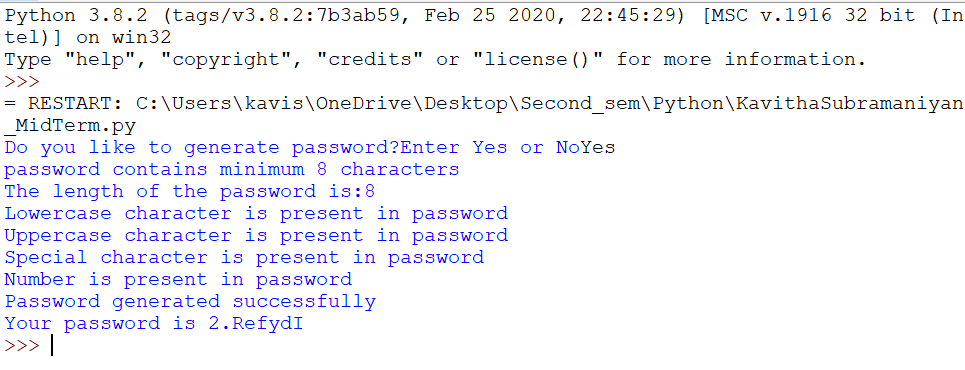 Python 3.8.2 (tags/v3.8.2:7b3ab59, Feb 25 2020, 22:45:29) [MSC v.1916 32 bit (In
tel)] on win32
Type "help", "copyright", "credits" or "license()" for more information.
>>>
= RESTART: C:\Users\kavis\OneDrive\Desktop\Second_sem\Python\KavithaSubramaniyan
_MidTerm.py
Do you like to generate password?Enter Yes or NoYes
password contains minimum 8 characters
The length of the password is:8
Lowercase character is present in password
Uppercase character is present in password
Special character is present in password
Number is present in password
Password generated successfully
Your password is 2.RefydI
>>>